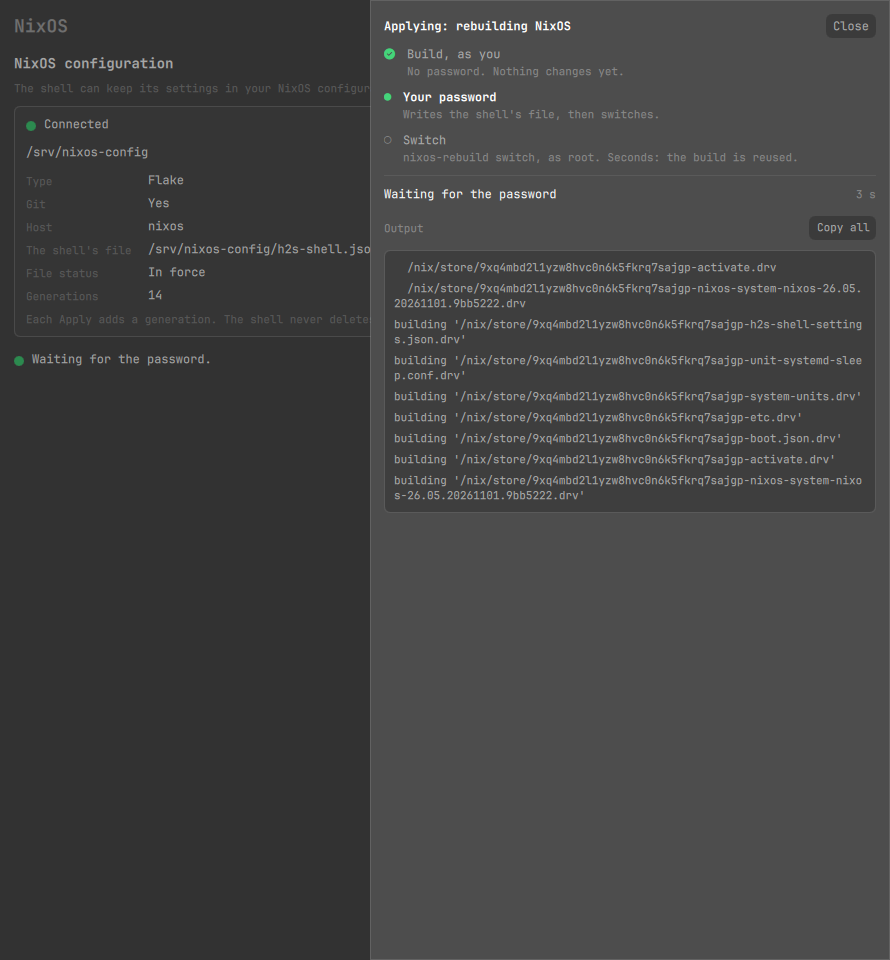 NixOS
NixOS configuration
The shell can keep its settings in your NixOS configur
Connected
/srv/nixos-config
Type Flake
Git Yes
Host nixos
The shell's file /srv/nixos-config/h2s-shell.jso
File status In force
Generations 14
Each Apply adds a generation. The shell never delete
Waiting for the password.
Applying: rebuilding NixOS
Close
Build, as you
No password. Nothing changes yet.
Your password
Writes the shell's file, then switches.
Switch
nixos-rebuild switch, as root. Seconds: the build is reused.
Waiting for the password 3 s
Output Copy all
/nix/store/9xq4mbd2l1yzw8hvc0n6k5fkrq7sajgp-activate.drv
/nix/store/9xq4mbd2l1yzw8hvc0n6k5fkrq7sajgp-nixos-system-nixos-26.05.
20261101.9bb5222.drv
building '/nix/store/9xq4mbd2l1yzw8hvc0n6k5fkrq7sajgp-h2s-shell-setting
s.json.drv'
building '/nix/store/9xq4mbd2l1yzw8hvc0n6k5fkrq7sajgp-unit-systemd-slee
p.conf.drv'
building '/nix/store/9xq4mbd2l1yzw8hvc0n6k5fkrq7sajgp-system-units.drv'
building '/nix/store/9xq4mbd2l1yzw8hvc0n6k5fkrq7sajgp-etc.drv'
building '/nix/store/9xq4mbd2l1yzw8hvc0n6k5fkrq7sajgp-boot.json.drv'
building '/nix/store/9xq4mbd2l1yzw8hvc0n6k5fkrq7sajgp-activate.drv'
building '/nix/store/9xq4mbd2l1yzw8hvc0n6k5fkrq7sajgp-nixos-system-nixo
s-26.05.20261101.9bb5222.drv'